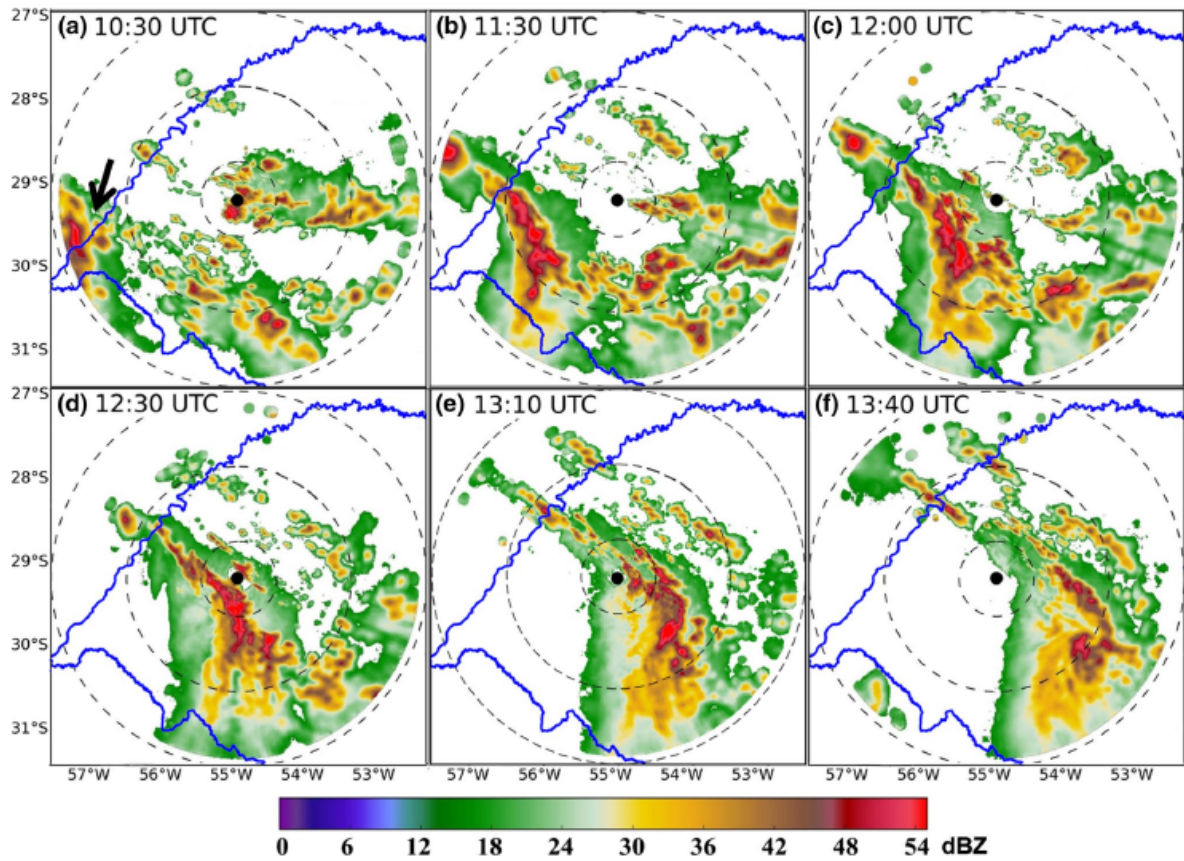 (a) 10:30 UTC
(b) 11:30 UTC
(c) 12:00 UTC
27°S
28°S
29°S
30°S
31°S
(d) 12:30 UTC
(e) 13:10 UTC
(f) 13:40 UTC
27°S
28°S
29°S
30°S
31°S
57°W 56°W 55°W 54°W 53°W
57°W 56°W 55°W 54°W 53°W
57°W 56°W 55°W 54°W 53°W
0 6 12 18 24 30 36 42 48 54 dBZ